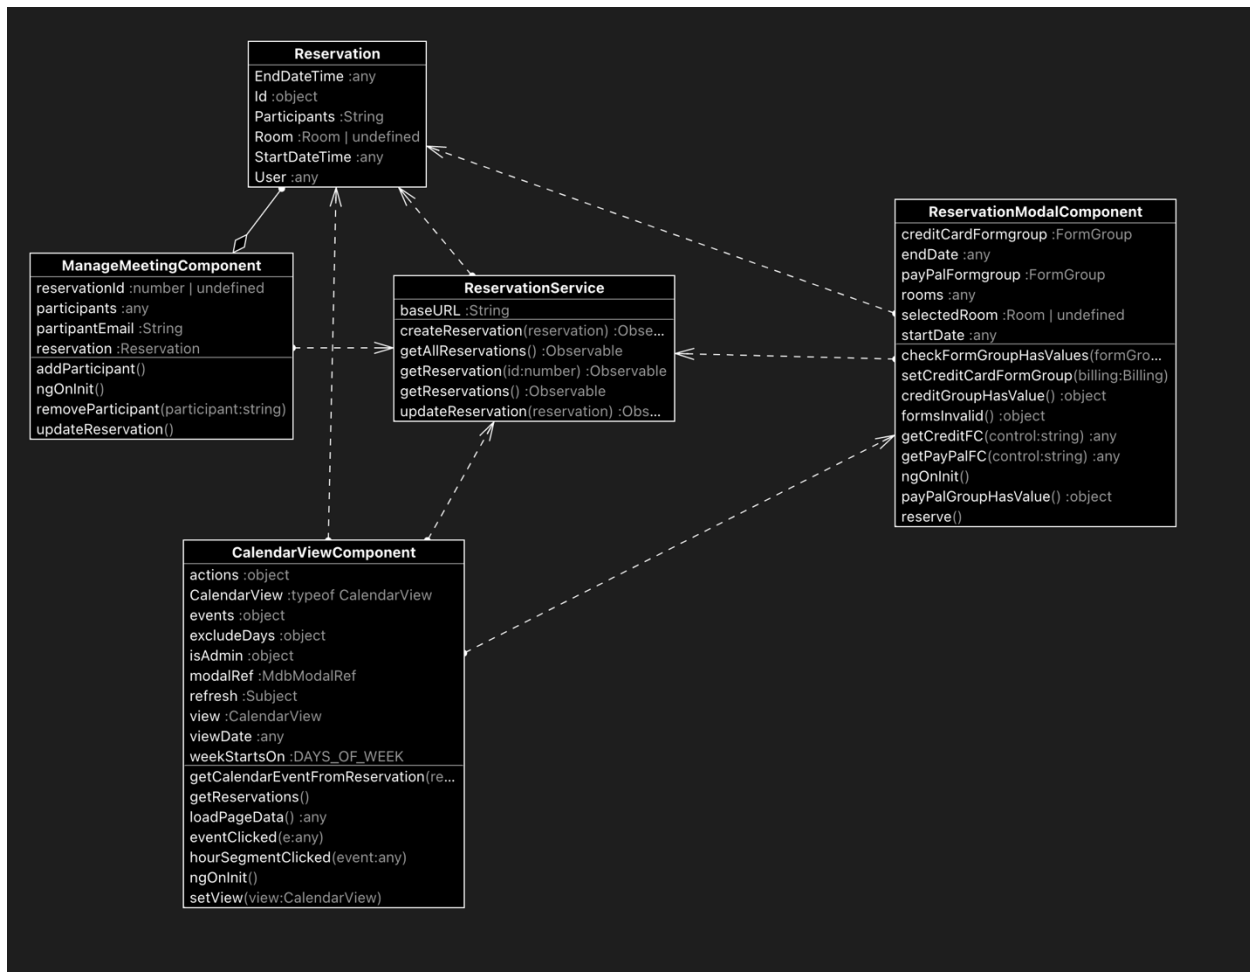 Reservation
EndDateTime :any
Id :object
Participants :String
Room :Room | undefined
StartDateTime :any
User :any
ManageMeetingComponent
reservationId :number | undefined
participants :any
partipantEmail :String
reservation :Reservation
addParticipant()
ngOnInit()
removeParticipant(participant:string)
updateReservation()
ReservationService
baseURL :String
createReservation(reservation) :Obse...
getAllReservations() :Observable
getReservation(id:number) :Observable
getReservations() :Observable
updateReservation(reservation) :Obs...
ReservationModalComponent
creditCardFormgroup :FormGroup
endDate :any
payPalFormgroup :FormGroup
rooms :any
selectedRoom :Room | undefined
startDate :any
checkFormGroupHasValues(formGro...
setCreditCardFormGroup(billing:Billing)
creditGroupHasValue() :object
formsInvalid() :object
getCreditFC(control:string) :any
getPayPalFC(control:string) :any
ngOnInit()
payPalGroupHasValue() :object
reserve()
CalendarViewComponent
actions :object
CalendarView :typeof CalendarView
events :object
excludeDays :object
isAdmin :object
modalRef :MdbModalRef
refresh :Subject
view :CalendarView
viewDate :any
weekStartsOn :DAYS_OF_WEEK
getCalendarEventFromReservation(re...
getReservations()
loadPageData() :any
eventClicked(e:any)
hourSegmentClicked(event:any)
ngOnInit()
setView(view:CalendarView)